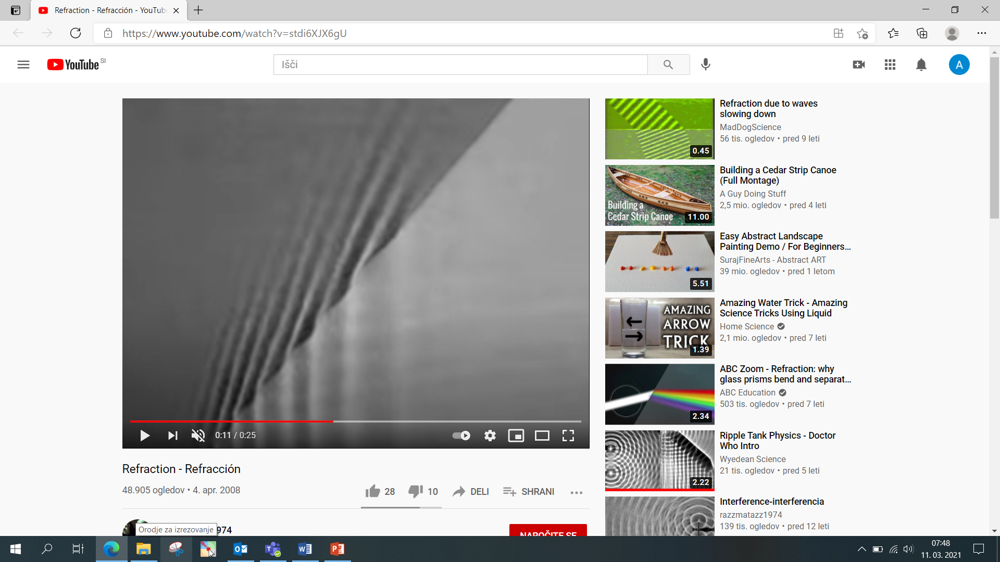 Refraction - Refracción - YouTub
https://www.youtube.com/watch?v=stdi6XJX6gU
YouTube SI
Išči
A
0:11 / 0:25
Refraction - Refracción
48.905 ogledov • 4. apr. 2008
28
10
DELI
SHRANI
Orodje za izrezovanje
974
NAROČITE SE
Refraction due to waves
slowing down
MadDogScience
56 tis. ogledov • pred 9 leti
0.45
Building a Cedar Strip Canoe
(Full Montage)
A Guy Doing Stuff
2,5 mio. ogledov • pred 4 leti
Building a
Cedar Strip Canoe
11.00
Easy Abstract Landscape
Painting Demo / For Beginners...
SurajFineArts - Abstract ART
39 mio. ogledov • pred 1 letom
5.51
Amazing Water Trick - Amazing
Science Tricks Using Liquid
Home Science
2,1 mio. ogledov • pred 7 leti
AMAZING
ARROW
TRICK
1.39
ABC Zoom - Refraction: why
glass prisms bend and separat...
ABC Education
503 tis. ogledov • pred 7 leti
2.34
Ripple Tank Physics - Doctor
Who Intro
Wyedean Science
21 tis. ogledov • pred 5 leti
2.22
Interference-interferencia
razzmatazz1974
139 tis. ogledov • pred 12 leti
07:48
11. 03. 2021